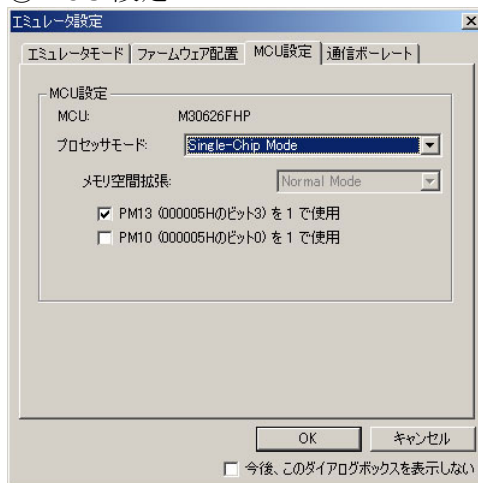 エミュレータ設定
エミュレータモード ファームウェア配置 MCU設定 通信ボーレート
MCU設定
MCU: M30626FHP
プロセッサモード: Single-Chip Mode
メモリ空間拡張: Normal Mode
PM13 (000005Hのビット3) を 1 で使用
PM10 (000005Hのビット0) を 1 で使用
OK キャンセル
今後、このダイアログボックスを表示しない